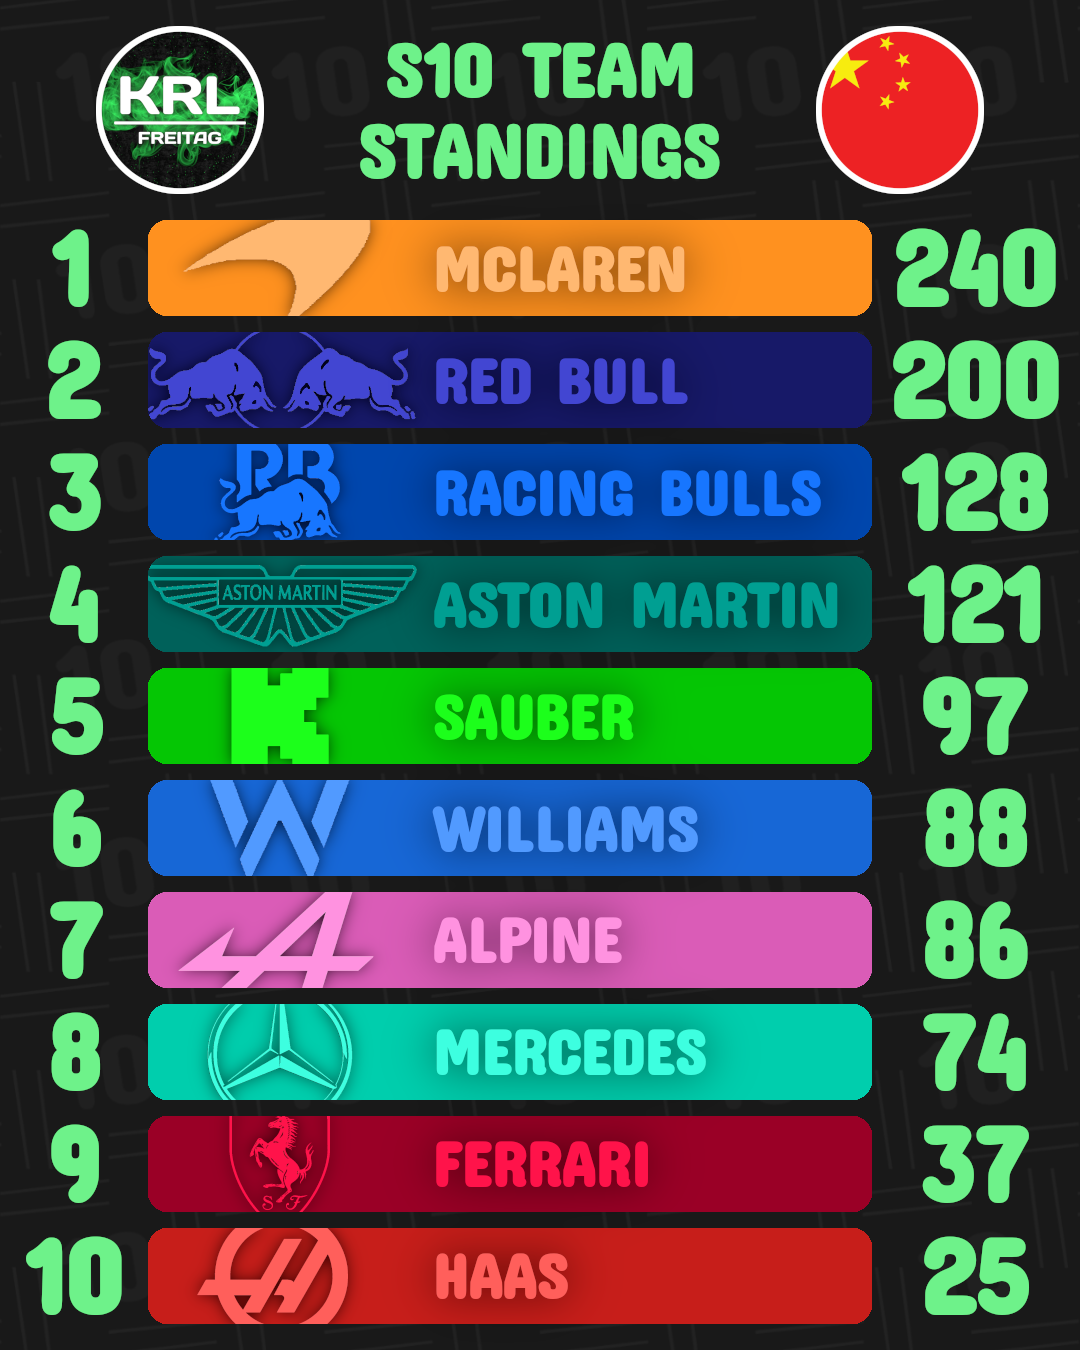 KRL
FREITAG
S10 TEAM
STANDINGS
1 MCLAREN 240
2 RED BULL 200
3 RB RACING BULLS 128
4 ASTON MARTIN ASTON MARTIN 121
5 K SAUBER 97
6 W WILLIAMS 88
7 A ALPINE 86
8 MERCEDES 74
9 S F FERRARI 37
10 H HAAS 25